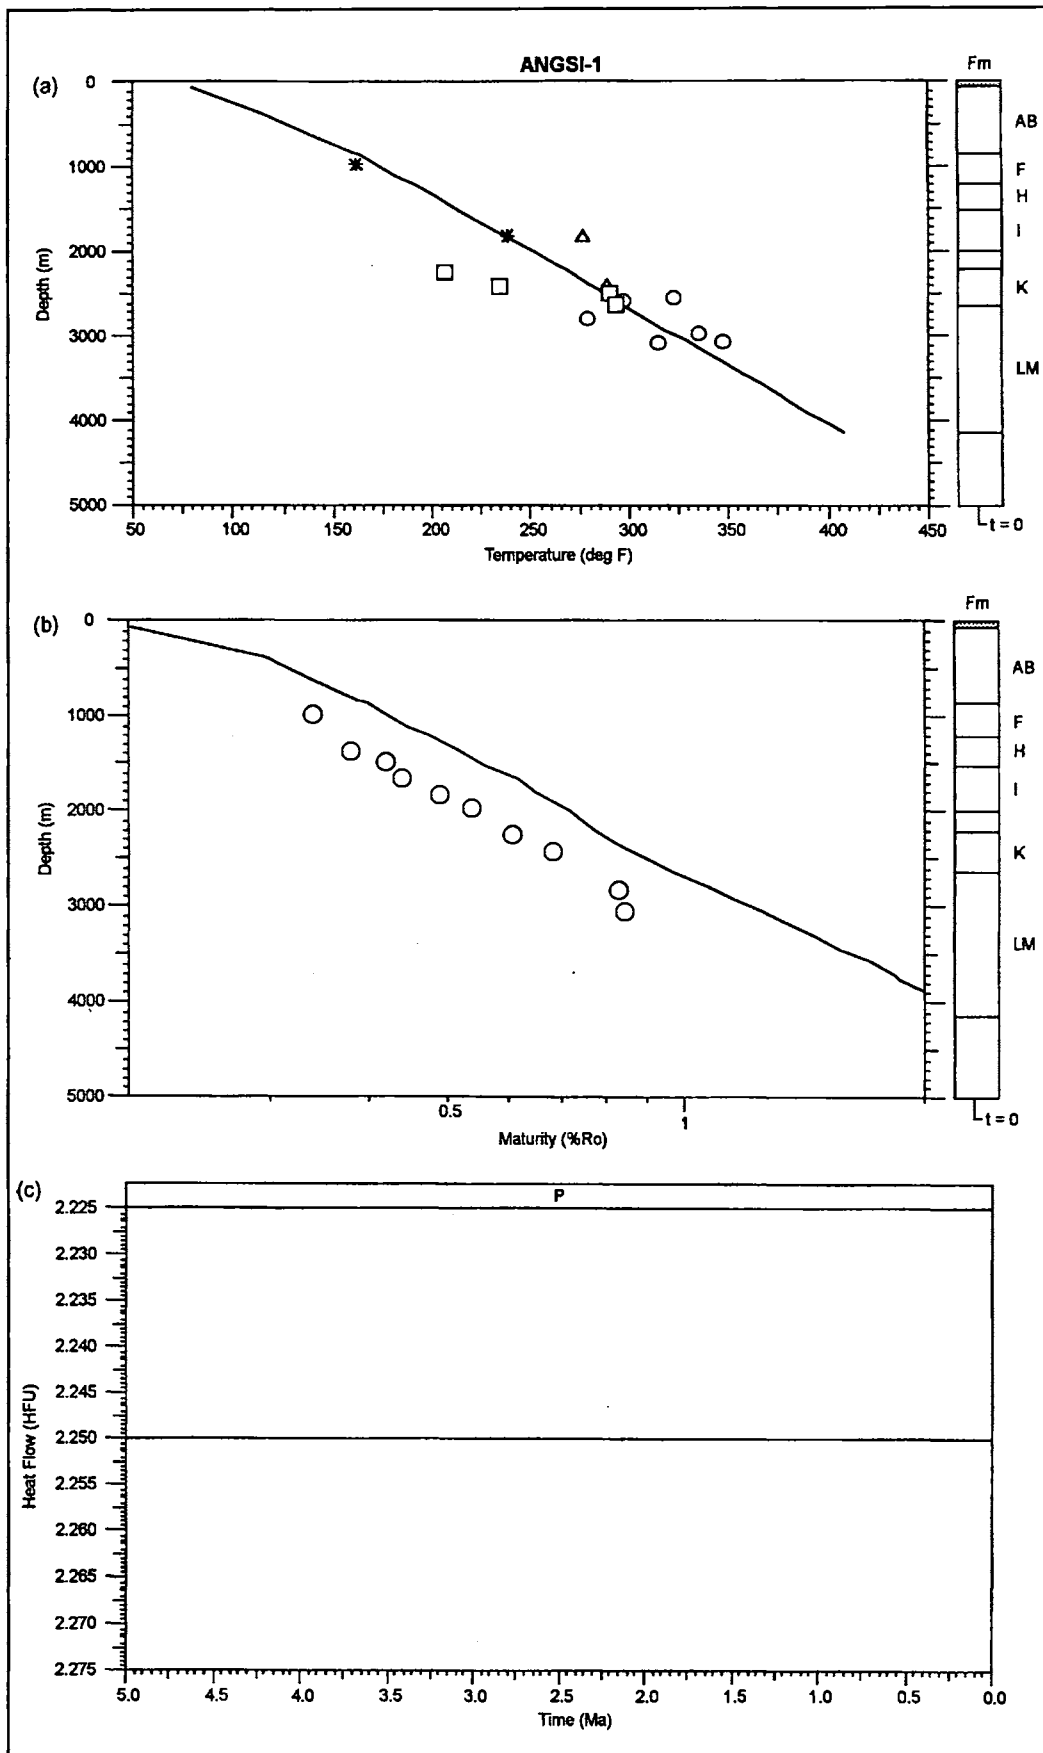 ANGSI-1
(a)
Fm
0
1000
2000
3000
4000
5000
Depth (m)
50
100
150
200
250
300
350
400
450
Temperature (deg F)
AB
F
H
I
K
LM
t = 0
(b)
Fm
0
1000
2000
3000
4000
5000
Depth (m)
0.5
1
Maturity (%Ro)
AB
F
H
I
K
LM
t = 0
(c)
P
2.225
2.230
2.235
2.240
2.245
2.250
2.255
2.260
2.265
2.270
2.275
Heat Flow (HFU)
5.0
4.5
4.0
3.5
3.0
2.5
2.0
1.5
1.0
0.5
0.0
Time (Ma)